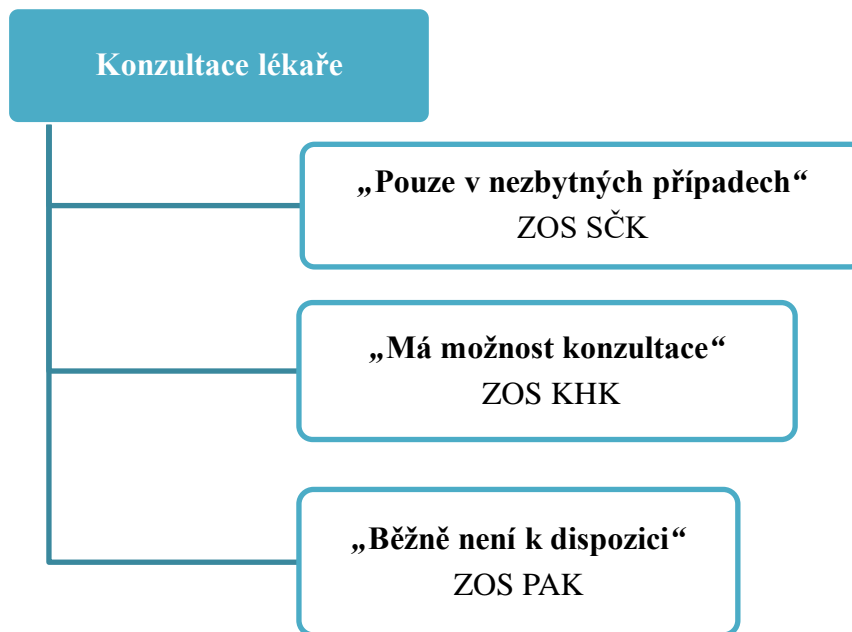 Konzultace lékaře
„Pouze v nezbytných případech“
ZOS SČK
„Má možnost konzultace“
ZOS KHK
„Běžně není k dispozici“
ZOS PAK